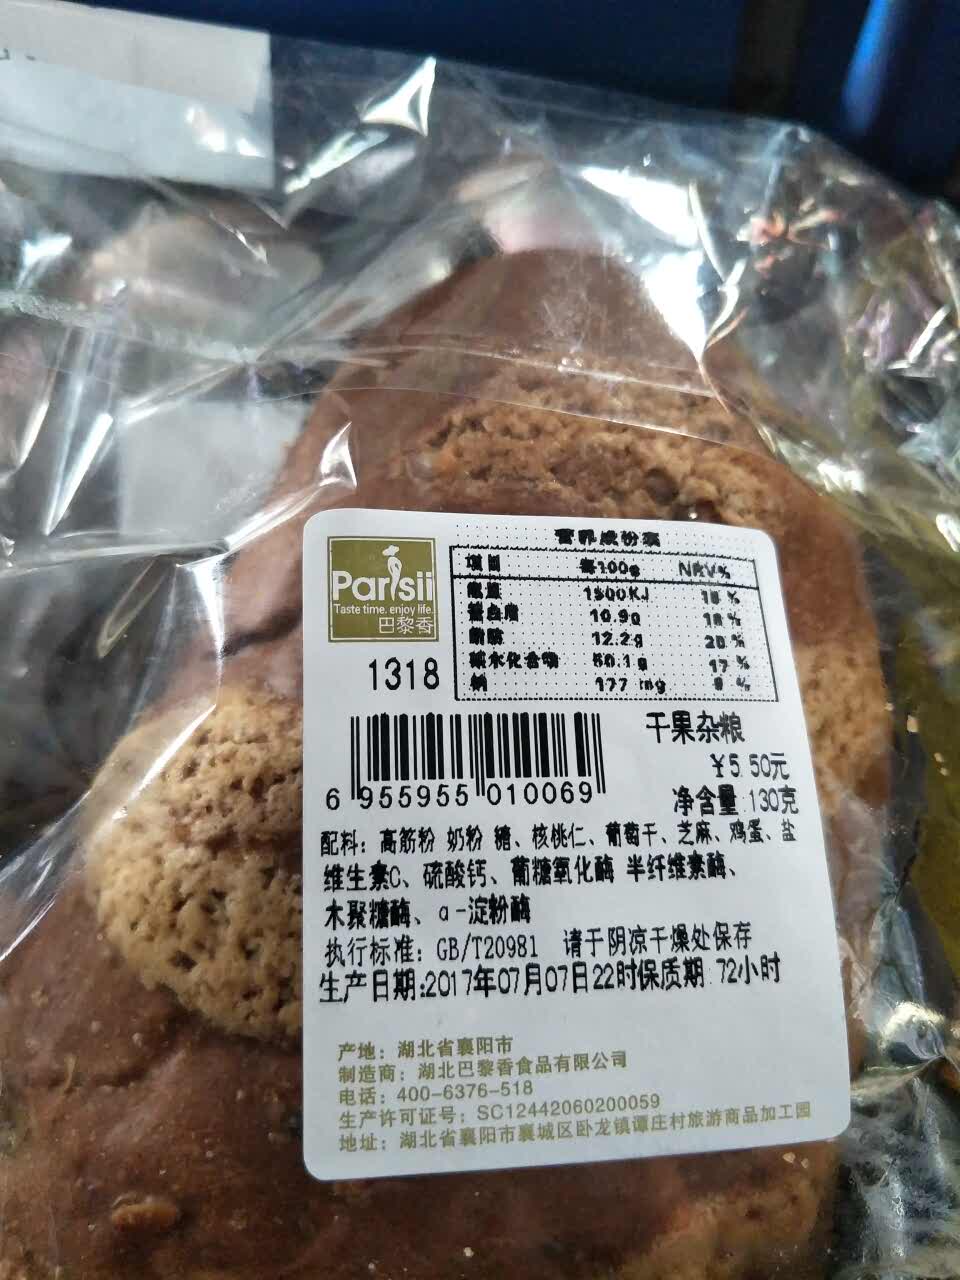 Parisii
Taste time. enjoy life.
巴黎香
1318
营养成份表
项目 每100g NRV%
能量 1500KJ 18 %
蛋白质 10.9g 18 %
脂肪 12.2g 20 %
碳水化合物 50.1g 17 %
钠 177 mg 9 %
干果杂粮
¥5.50元
6 955955 010069
净含量:130克
配料: 高筋粉 奶粉 糖、核桃仁、葡萄干、芝麻、鸡蛋、盐
维生素C、硫酸钙、葡糖氧化酶 半纤维素酶、
木聚糖酶、α-淀粉酶
执行标准: GB/T20981 请于阴凉干燥处保存
生产日期:2017年07月07日22时保质期:72小时
产地: 湖北省襄阳市
制造商: 湖北巴黎香食品有限公司
电话: 400-6376-518
生产许可证号: SC12442060200059
地址: 湖北省襄阳市襄城区卧龙镇谭庄村旅游商品加工园